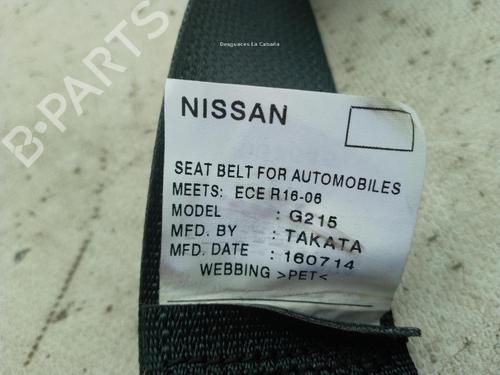 Desguaces La Cabaña
B-PARTS
NISSAN
SEAT BELT FOR AUTOMOBILES
MEETS: ECE R16-06
MODEL : G215
MFD. BY : TAKATA
MFD. DATE : 160714
WEBBING >PET<